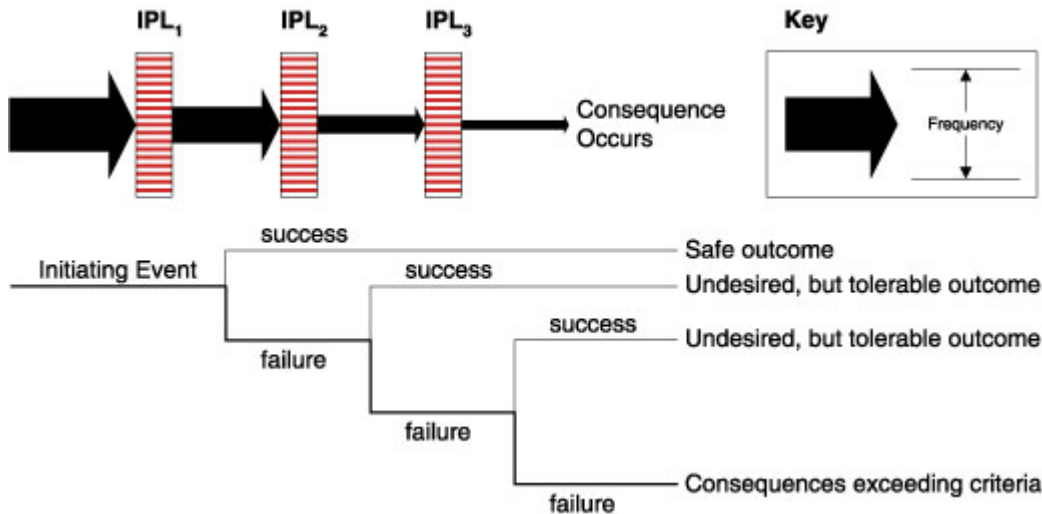 IPL1
IPL2
IPL3
Key
Consequence
Occurs
Frequency
success
Safe outcome
Initiating Event
success
Undesired, but tolerable outcome
success
Undesired, but tolerable outcome
failure
failure
Consequences exceeding criteria
failure